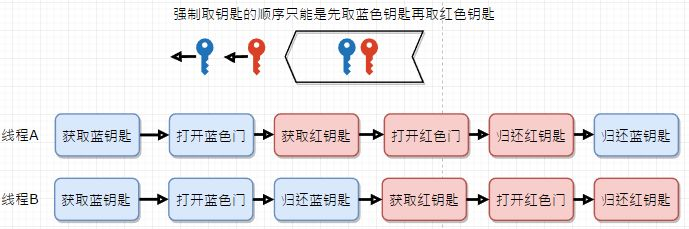 强制取钥匙的顺序只能是先取蓝色钥匙再取红色钥匙
线程A 获取蓝钥匙 打开蓝色门 获取红钥匙 打开红色门 归还红钥匙 归还蓝钥匙
线程B 获取蓝钥匙 打开蓝色门 归还蓝钥匙 获取红钥匙 打开红色门 归还红钥匙